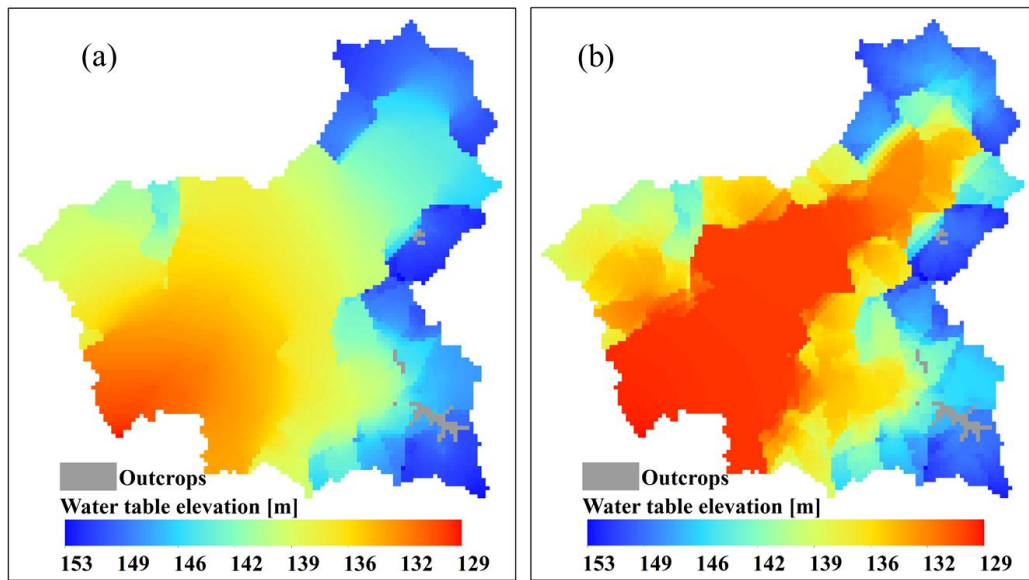 (a)
Outcrops
Water table elevation [m]
153 149 146 142 139 136 132 129
(b)
Outcrops
Water table elevation [m]
153 149 146 142 139 136 132 129